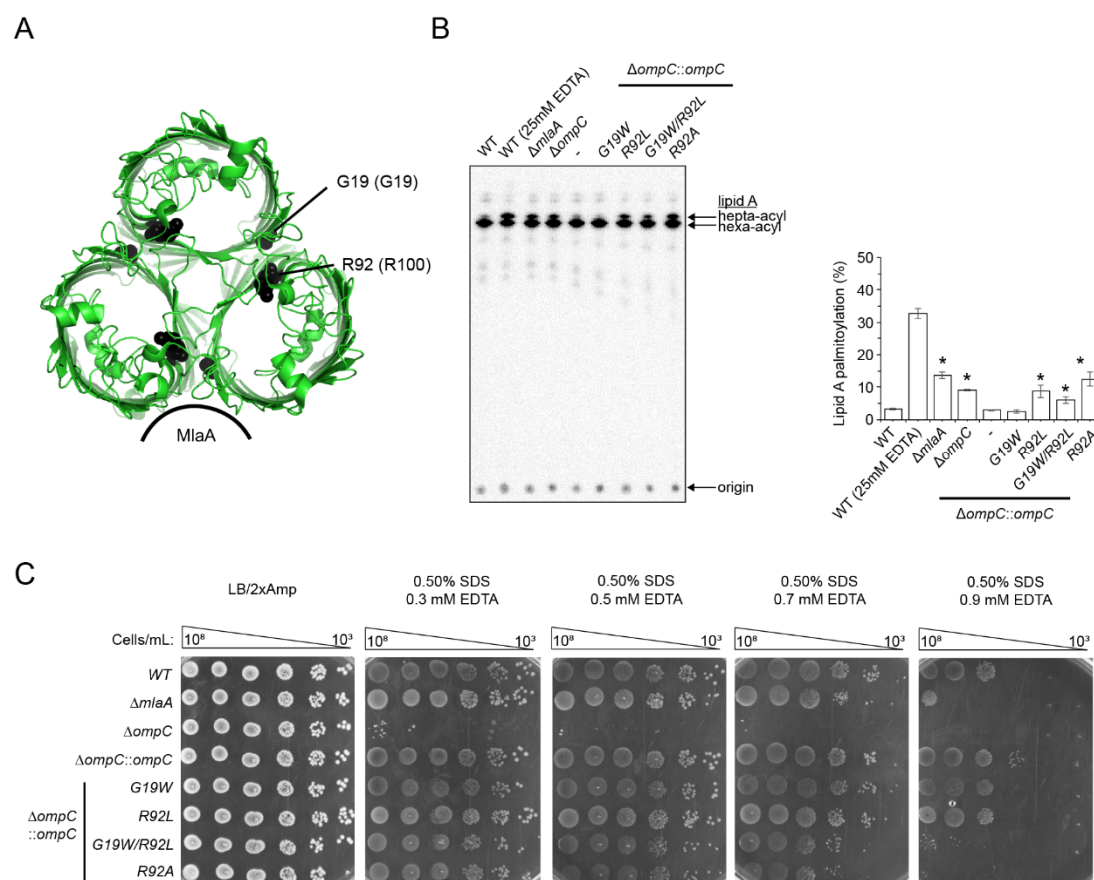 A
G19 (G19)
R92 (R100)
MlaA
B
ΔompC::ompC
WT
WT (25mM EDTA)
ΔmlaA
ΔompC
-
G19W
R92L
G19W/R92L
R92A
lipid A
hepta-acyl
hexa-acyl
origin
Lipid A palmitoylation (%)
50
40
30
20
10
0
* * * * *
WT
WT (25mM EDTA)
ΔmlaA
ΔompC
-
G19W
R92L
G19W/R92L
R92A
ΔompC::ompC
C
LB/2xAmp
0.50% SDS
0.3 mM EDTA
0.50% SDS
0.5 mM EDTA
0.50% SDS
0.7 mM EDTA
0.50% SDS
0.9 mM EDTA
Cells/mL:
10⁸ 10³
10⁸ 10³
10⁸ 10³
10⁸ 10³
10⁸ 10³
WT
ΔmlaA
ΔompC
ΔompC::ompC
ΔompC
::ompC
G19W
R92L
G19W/R92L
R92A